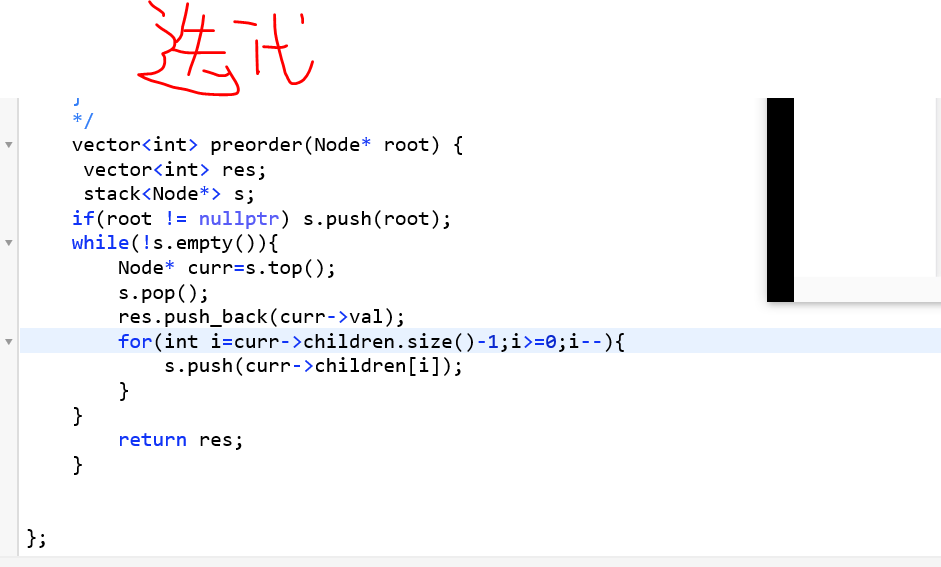 迭代
}
*/
vector<int> preorder(Node* root) {
vector<int> res;
stack<Node*> s;
if(root != nullptr) s.push(root);
while(!s.empty()){
Node* curr=s.top();
s.pop();
res.push_back(curr->val);
for(int i=curr->children.size()-1;i>=0;i--){
s.push(curr->children[i]);
}
}
return res;
}
};